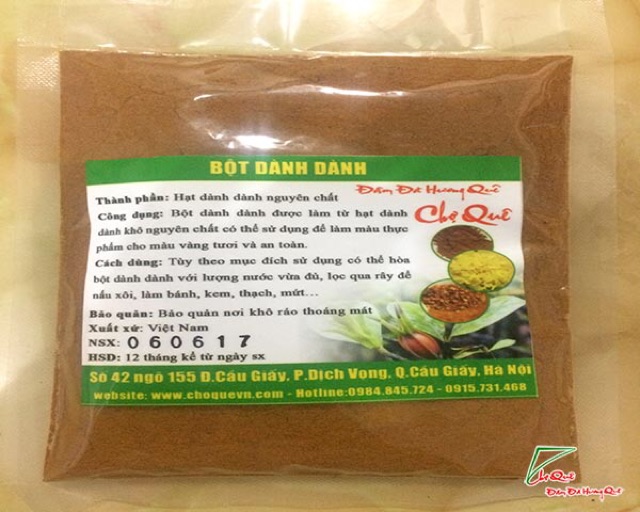 BỘT DÀNH DÀNH
Thành phần: Hạt dành dành nguyên chất
Đầm Đà Hương Quê
Chợ Quê
Công dụng: Bột dành dành được làm từ hạt dành
dành khô nguyên chất có thể sử dụng để làm màu thực
phẩm cho màu vàng tươi và an toàn.
Cách dùng: Tùy theo mục đích sử dụng có thể hòa
bột dành dành với lượng nước vừa đủ, lọc qua rây để
nấu xôi, làm bánh, kem, thạch, mứt...
Bảo quản: Bảo quản nơi khô ráo thoáng mát
Xuất xứ: Việt Nam
NSX: 060617
HSD: 12 tháng kể từ ngày sx
Số 42 ngõ 155 Đ.Cầu Giấy, P.Dịch Vọng, Q.Cầu Giấy, Hà Nội
website: www.choquevn.com - Hotline:0984.845.724 - 0915.731.468
Chợ Quê
Đầm Đà Hương Quê